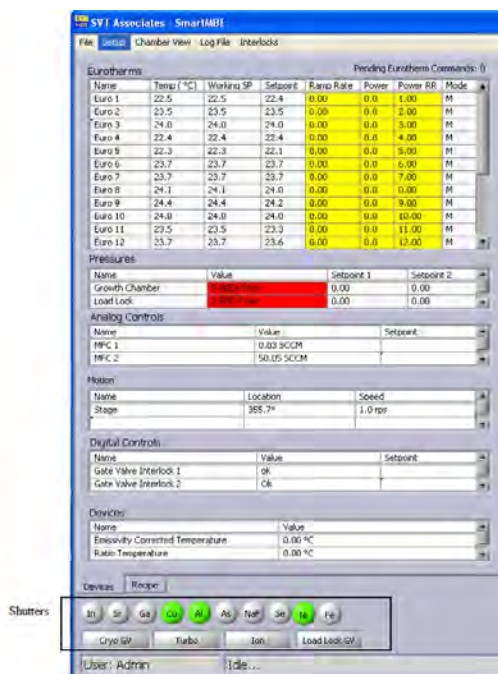 SVT Associates - SmartMBE
File Setup Chamber View Log File Interlocks
Eurotherms Pending Eurotherm Commands: 0
Name Temp (°C) Working SP Setpoint Ramp Rate Power Power RR Mode
Euro 1 22.5 22.5 22.4 0.00 0.0 1.00 M
Euro 2 23.5 23.5 23.5 0.00 0.0 2.00 M
Euro 3 24.0 24.0 24.0 0.00 0.0 3.00 M
Euro 4 22.4 22.4 22.4 0.00 0.0 4.00 M
Euro 5 22.3 22.3 22.1 0.00 0.0 5.00 M
Euro 6 23.7 23.7 23.7 0.00 0.0 6.00 M
Euro 7 23.7 23.7 23.7 0.00 0.0 7.00 M
Euro 8 24.1 24.1 24.0 0.00 0.0 0.00 M
Euro 9 24.4 24.4 24.2 0.00 0.0 9.00 M
Euro 10 24.0 24.0 24.0 0.00 0.0 10.00 M
Euro 11 23.5 23.5 23.3 0.00 0.0 11.00 M
Euro 12 23.7 23.7 23.6 0.00 0.0 12.00 M
Pressures
Name Value Setpoint 1 Setpoint 2
Growth Chamber 0.00 0.00
Load Lock 0.00 0.00
Analog Controls
Name Value Setpoint
MFC 1 0.03 SCCM
MFC 2 50.05 SCCM
Motion
Name Location Speed
Stage 355.7° 1.0 rps
Digital Controls
Name Value Setpoint
Gate Valve Interlock 1 ok
Gate Valve Interlock 2 Ok
Devices
Name Value
Emissivity Corrected Temperature 0.00 °C
Ratio Temperature 0.00 °C
Devices Recipe
Shutters In Sr Ga Cu Al As NaF Se Fe
Cryo GV Turbo Ion Load Lock GV
User: Admin Idle...